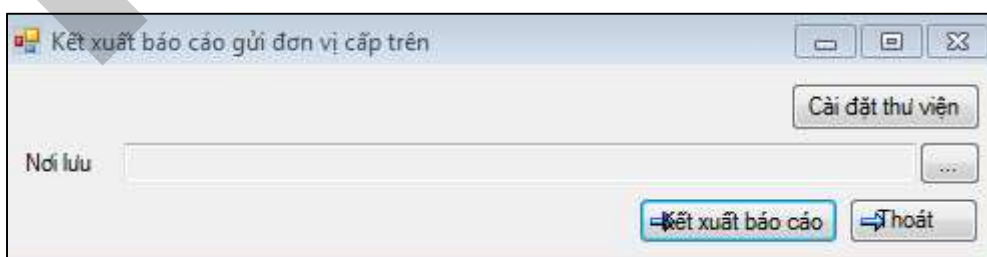 Kết xuất báo cáo gửi đơn vị cấp trên
Cài đặt thư viện
Nơi lưu ...
Kết xuất báo cáo Thoát